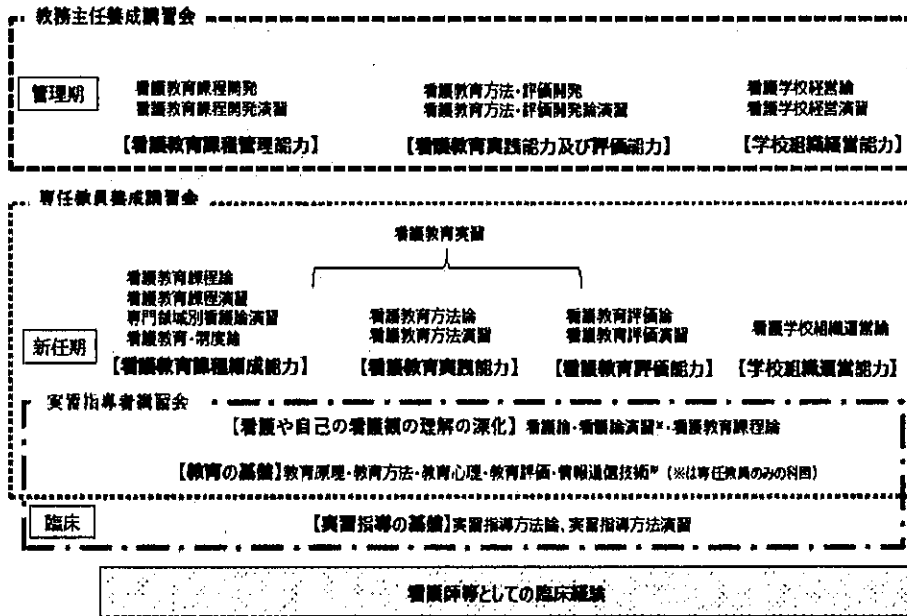 教務主任養成講習会
管理期
看護教育課程開発
看護教育課程開発演習
【看護教育課程管理能力】
看護教育方法・評価開発
看護教育方法・評価開発論演習
【看護教育実践能力及び評価能力】
看護学校経営論
看護学校経営演習
【学校組織経営能力】
専任教員養成講習会
看護教育実習
新任期
看護教育課程論
看護教育課程演習
専門領域別看護論演習
看護教育・制度論
【看護教育課程編成能力】
看護教育方法論
看護教育方法演習
【看護教育実践能力】
看護教育評価論
看護教育評価演習
【看護教育評価能力】
看護学校組織運営論
【学校組織運営能力】
実習指導者講習会
【看護や自己の看護観の理解の深化】看護論・看護論演習※・看護教育課程論
【教育の基盤】教育原理・教育方法・教育心理・教育評価・情報通信技術※ (※は専任教員のみの科目)
臨床
【実習指導の基盤】実習指導方法論、実習指導方法演習
看護師等としての臨床経験